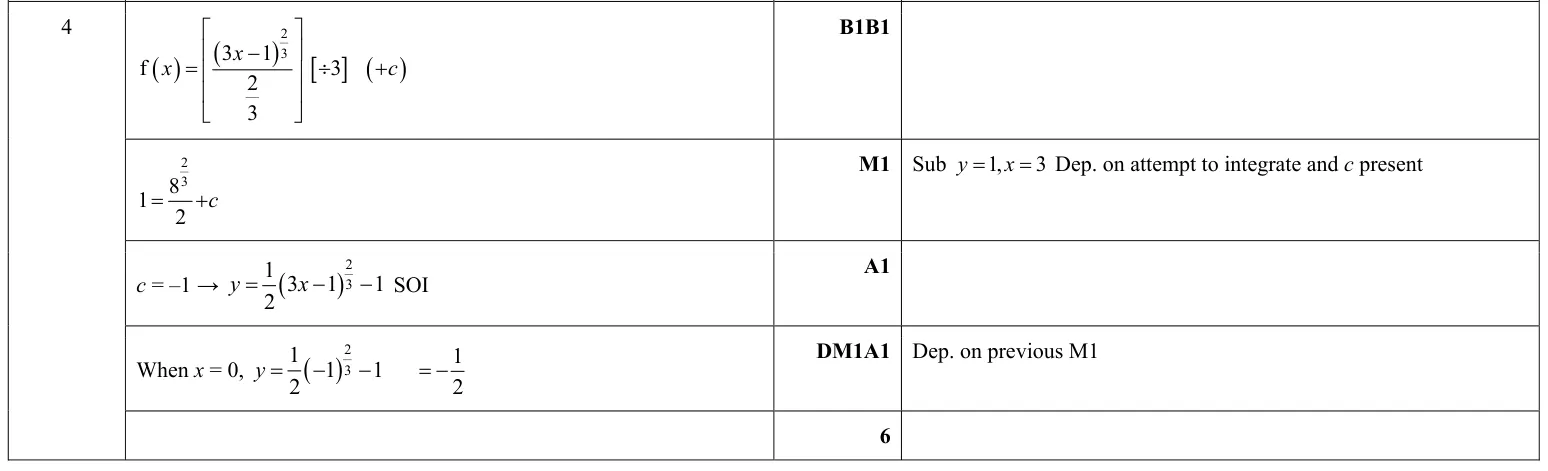 4 f(x) = [(3x − 1)^(2/3) / (2/3)] [÷3] (+c) B1B1
1 = 8^(2/3)/2 + c M1 Sub y = 1, x = 3 Dep. on attempt to integrate and c present
c = –1 → y = 1/2 (3x − 1)^(2/3) − 1 SOI A1
When x = 0, y = 1/2 (−1)^(2/3) − 1 = −1/2 DM1A1 Dep. on previous M1
6